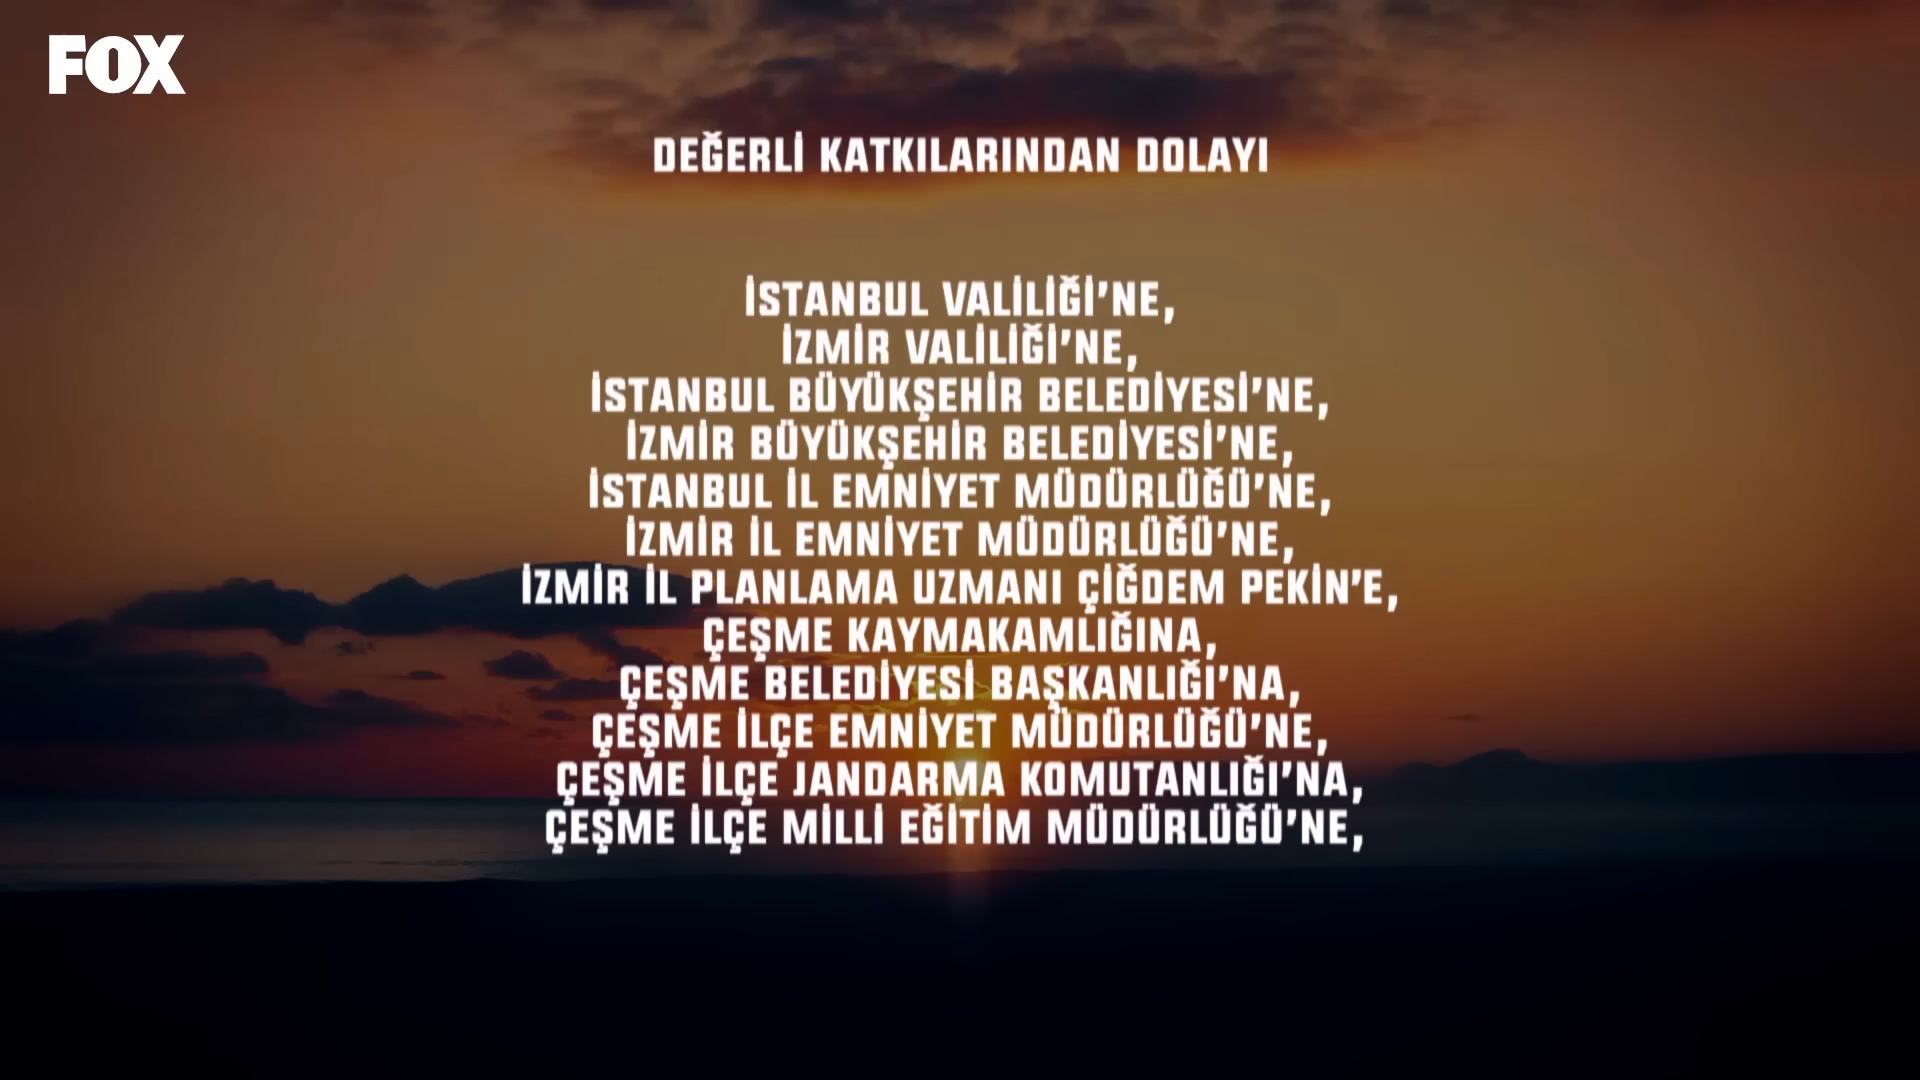 FOX
DEĞERLİ KATKILARINDAN DOLAYI
İSTANBUL VALİLİĞİ'NE,
İZMİR VALİLİĞİ'NE,
İSTANBUL BÜYÜKŞEHİR BELEDİYESİ'NE,
İZMİR BÜYÜKŞEHİR BELEDİYESİ'NE,
İSTANBUL İL EMNİYET MÜDÜRLÜĞÜ'NE,
İZMİR İL EMNİYET MÜDÜRLÜĞÜ'NE,
İZMİR İL PLANLAMA UZMANI ÇİĞDEM PEKİN'E,
ÇEŞME KAYMAKAMLIĞINA,
ÇEŞME BELEDİYESİ BAŞKANLIĞI'NA,
ÇEŞME İLÇE EMNİYET MÜDÜRLÜĞÜ'NE,
ÇEŞME İLÇE JANDARMA KOMUTANLIĞI'NA,
ÇEŞME İLÇE MİLLİ EĞİTİM MÜDÜRLÜĞÜ'NE,